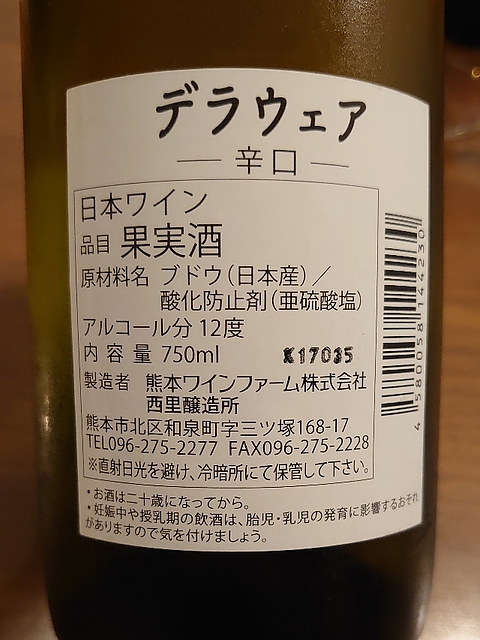 デラウェア
― 辛口 ―
日本ワイン
品目 果実酒
原材料名 ブドウ(日本産)/
酸化防止剤(亜硫酸塩)
アルコール分 12度
内容量 750ml K17035
製造者 熊本ワインファーム株式会社
西里醸造所
熊本市北区和泉町字三ツ塚168-17
TEL096-275-2277 FAX096-275-2228
※直射日光を避け、冷暗所にて保管して下さい。
・お酒は二十歳になってから。
・妊娠中や授乳期の飲酒は、胎児・乳児の発育に影響するおそれ
がありますので気を付けましょう。
4 580058 144230